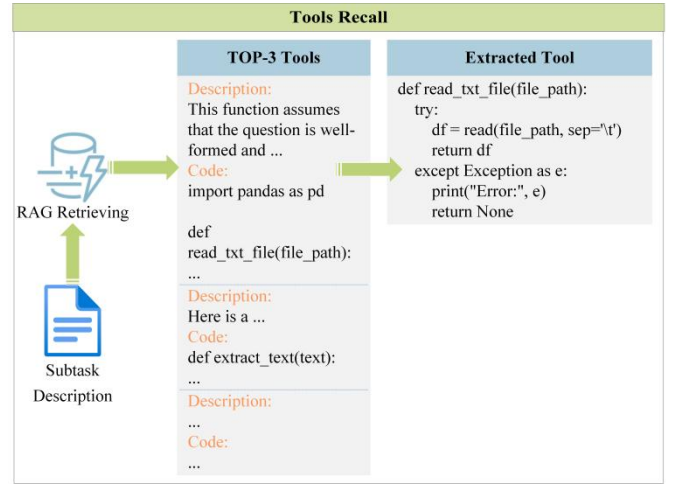 Tools Recall
RAG Retrieving
Subtask
Description
TOP-3 Tools
Description:
This function assumes
that the question is well-
formed and ...
Code:
import pandas as pd
def
read_txt_file(file_path):
...
Description:
Here is a ...
Code:
def extract_text(text):
...
Description:
...
Code:
...
Extracted Tool
def read_txt_file(file_path):
try:
df = read(file_path, sep='\t')
return df
except Exception as e:
print("Error:", e)
return None